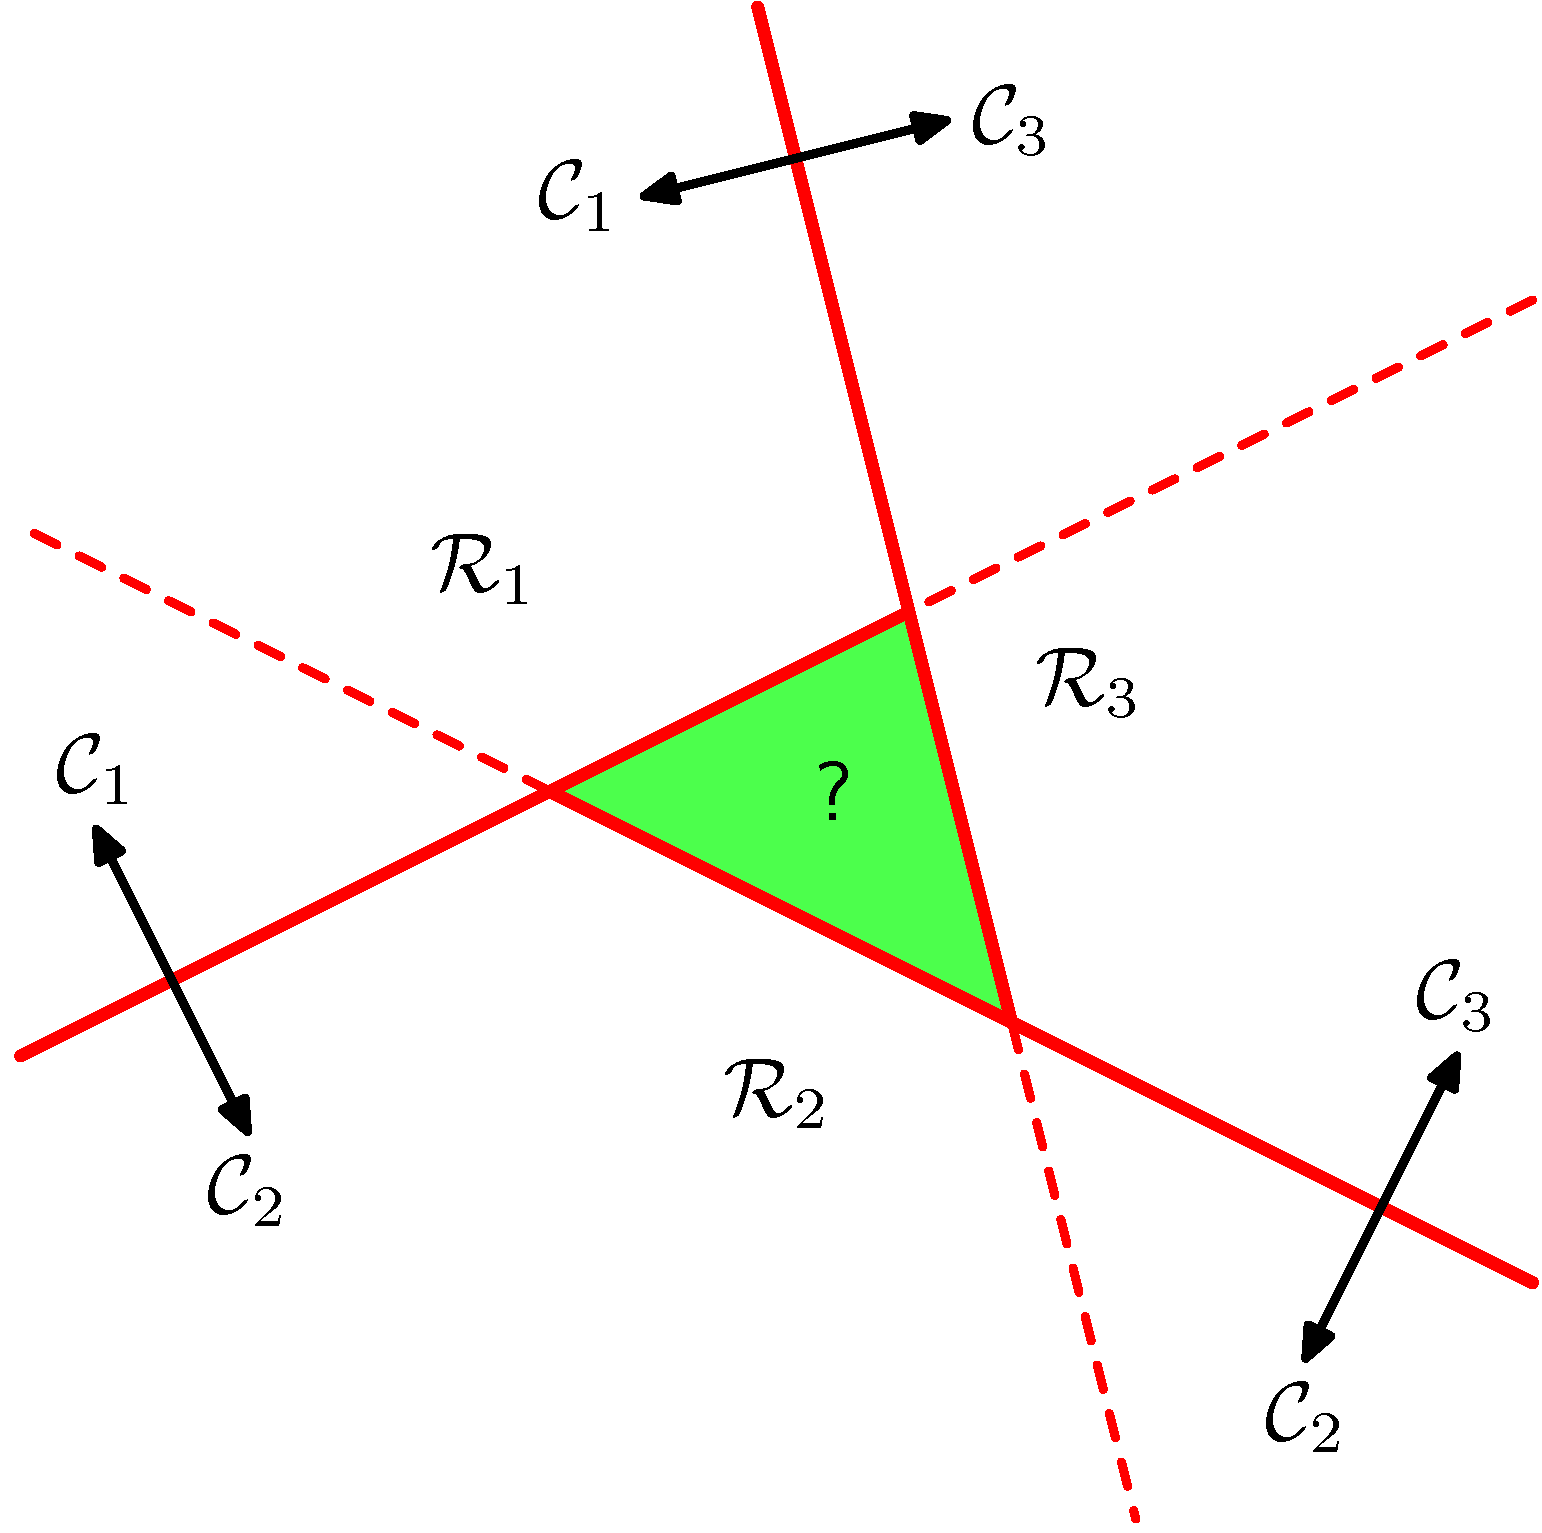 𝒞₃
𝒞₁
ℛ₁
ℛ₃
𝒞₁
?
𝒞₃
ℛ₂
𝒞₂
𝒞₂